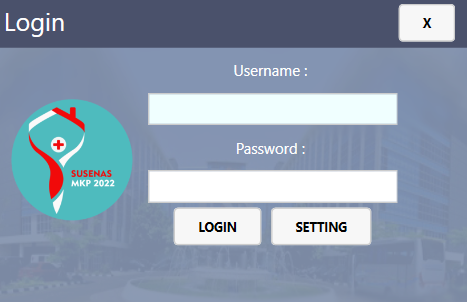 Login
X
Username :
Password :
SUSENAS
MKP 2022
LOGIN
SETTING